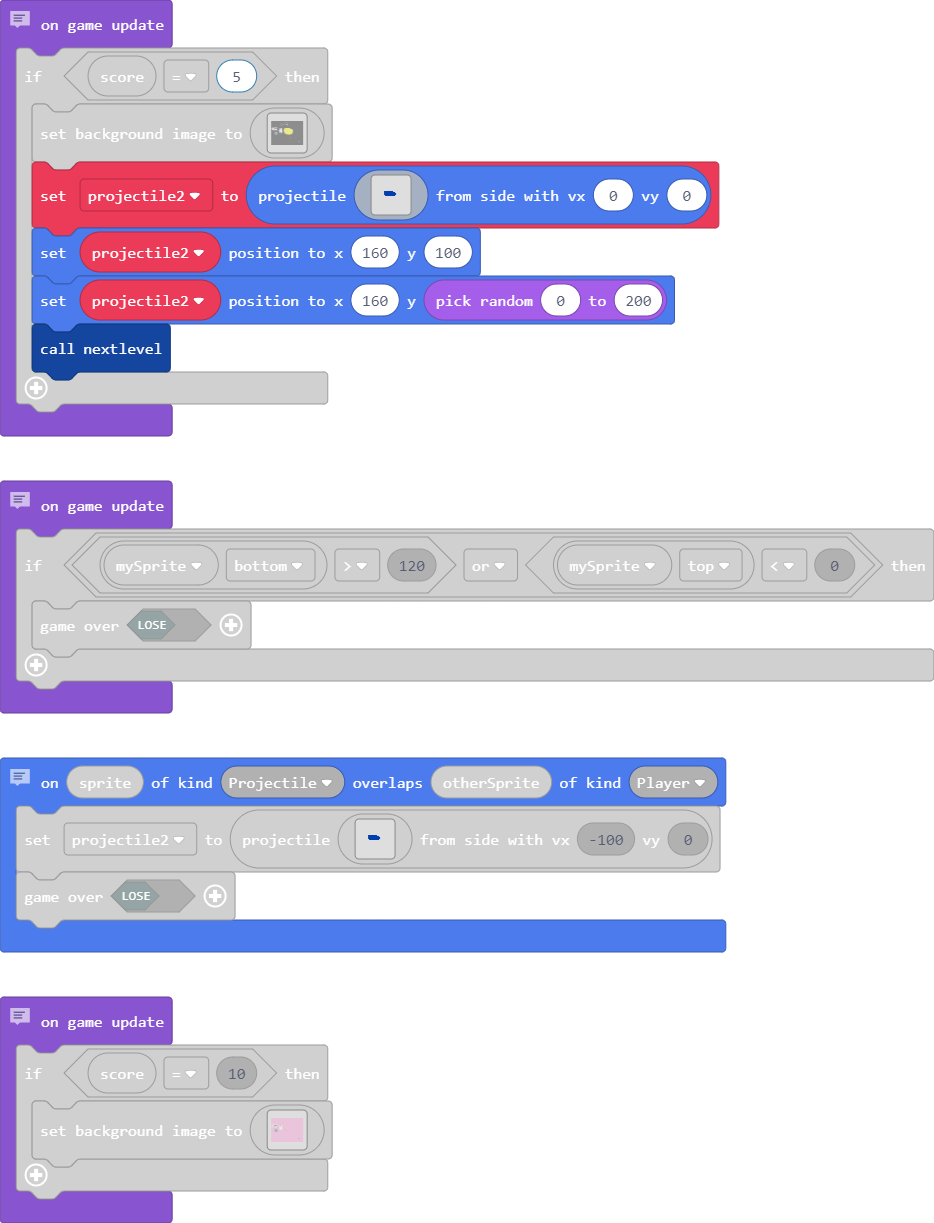 on game update
if score = 5 then
set background image to
set projectile2 to projectile from side with vx 0 vy 0
set projectile2 position to x 160 y 100
set projectile2 position to x 160 y pick random 0 to 200
call nextlevel
on game update
if mySprite bottom > 120 or mySprite top < 0 then
game over LOSE
on sprite of kind Projectile overlaps otherSprite of kind Player
set projectile2 to projectile from side with vx -100 vy 0
game over LOSE
on game update
if score = 10 then
set background image to